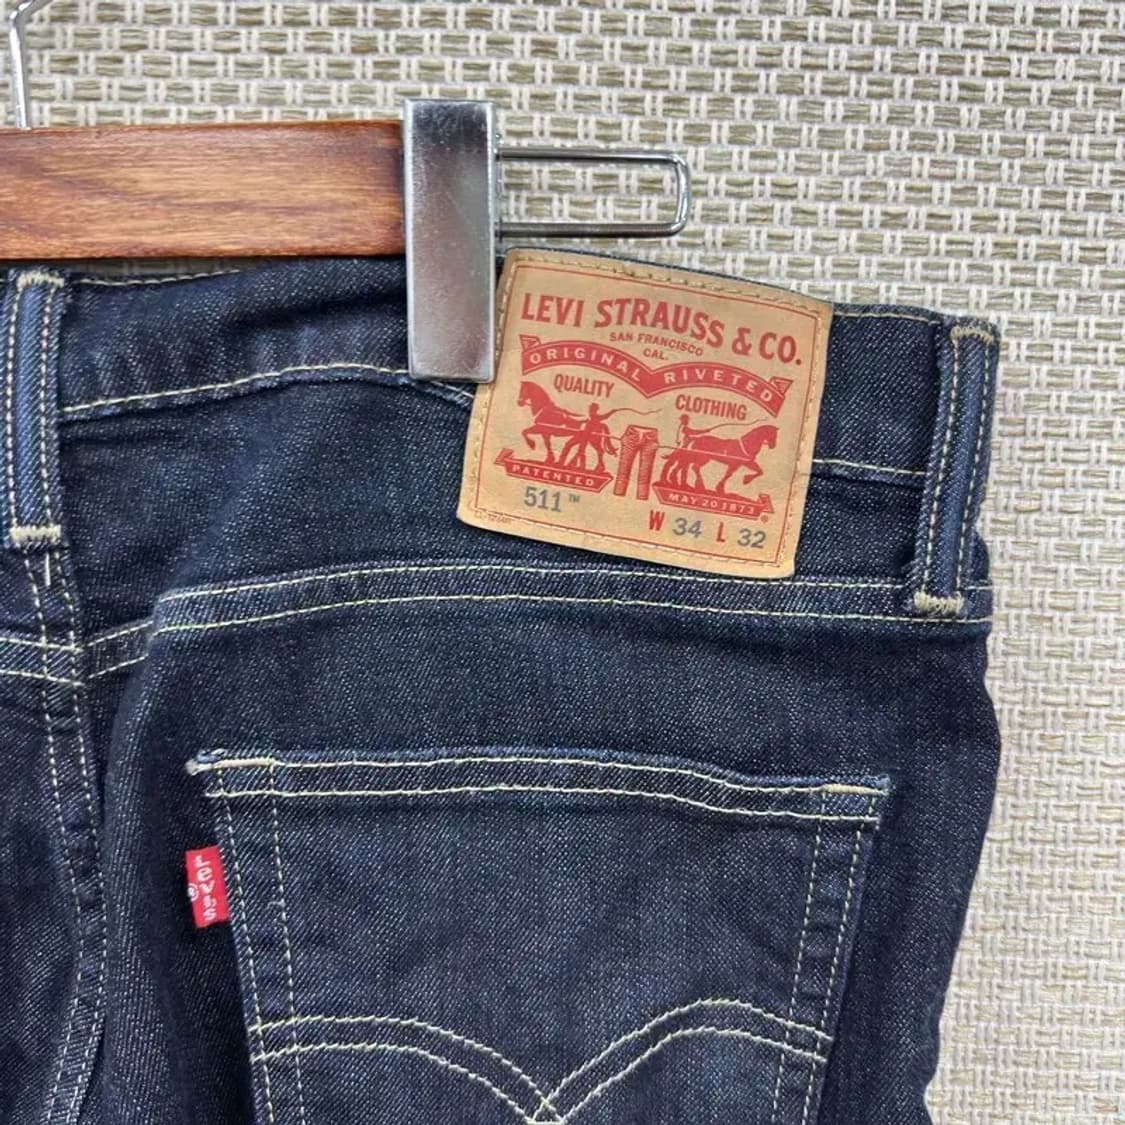 LEVI STRAUSS & CO.
SAN FRANCISCO
CAL.
ORIGINAL RIVETED
QUALITY CLOTHING
PATENTED MAY 20 1873 ®
511™
W 34 L 32
LEVI'S ®